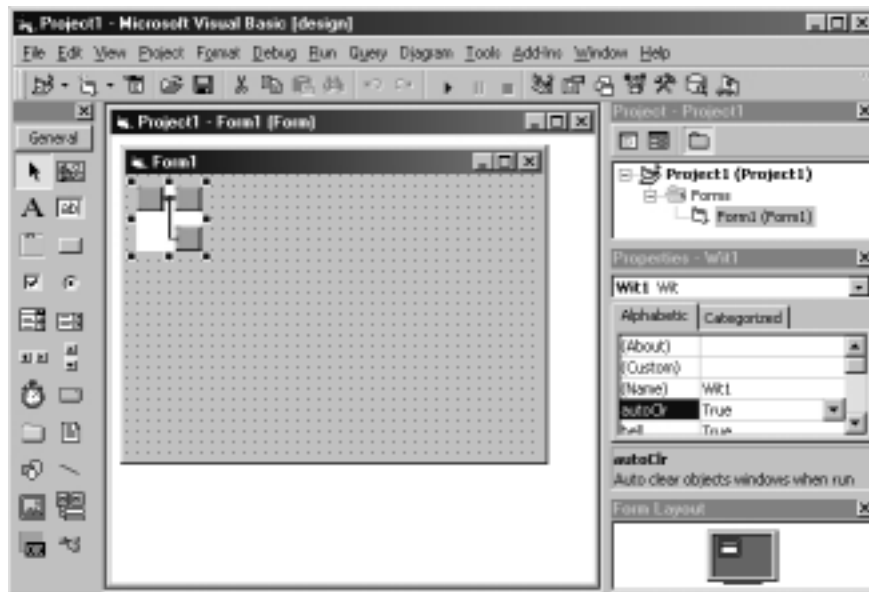 Project1 - Microsoft Visual Basic [design]
File Edit View Project Format Debug Run Query Diagram Tools Add-Ins Window Help
General
A ab|
Project1 - Form1 (Form)
Form1
Project - Project1
Project1 (Project1)
Forms
Form1 (Form1)
Properties - Wit1
Wit1 Wit
Alphabetic Categorized
(About)
(Custom)
(Name) Wit1
autoClr True
bell True
autoClr
Auto clear objects windows when run
Form Layout